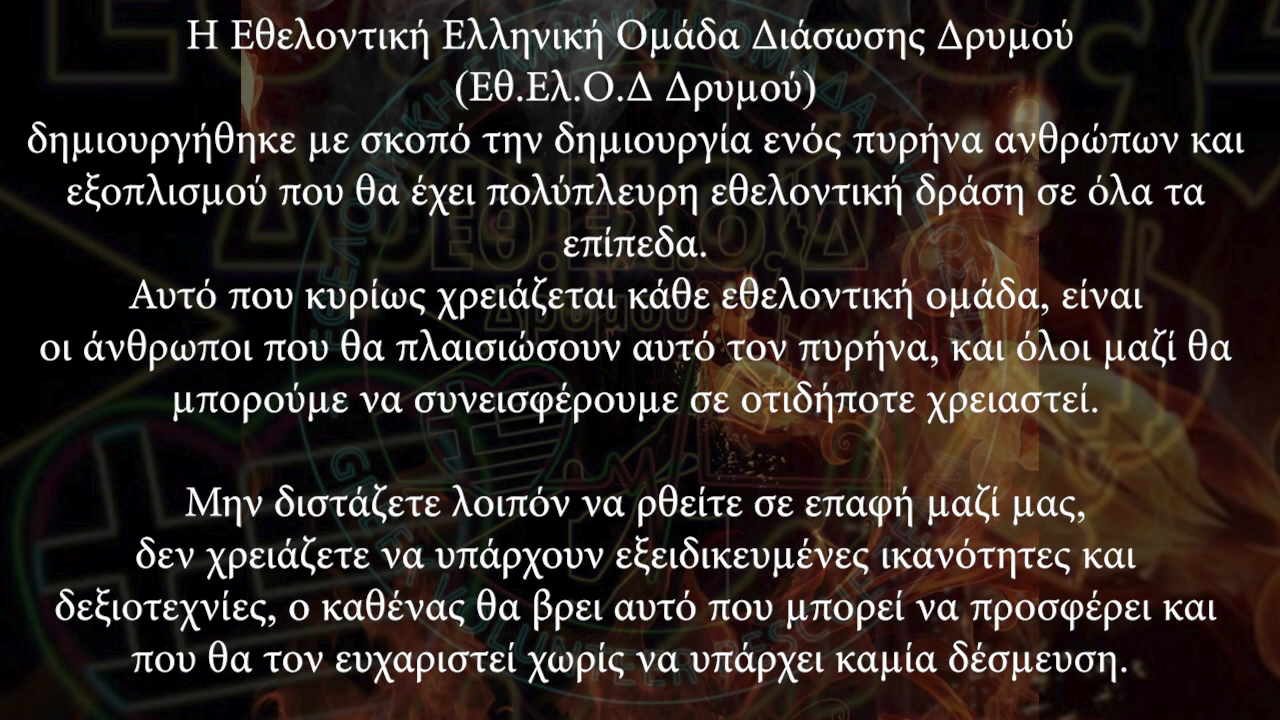 Η Εθελοντική Ελληνική Ομάδα Διάσωσης Δρυμού
(Εθ.Ελ.Ο.Δ Δρυμού)
δημιουργήθηκε με σκοπό την δημιουργία ενός πυρήνα ανθρώπων και
εξοπλισμού που θα έχει πολύπλευρη εθελοντική δράση σε όλα τα
επίπεδα.
Αυτό που κυρίως χρειάζεται κάθε εθελοντική ομάδα, είναι
οι άνθρωποι που θα πλαισιώσουν αυτό τον πυρήνα, και όλοι μαζί θα
μπορούμε να συνεισφέρουμε σε οτιδήποτε χρειαστεί.
Μην διστάζετε λοιπόν να ρθείτε σε επαφή μαζί μας,
δεν χρειάζετε να υπάρχουν εξειδικευμένες ικανότητες και
δεξιοτεχνίες, ο καθένας θα βρει αυτό που μπορεί να προσφέρει και
που θα τον ευχαριστεί χωρίς να υπάρχει καμία δέσμευση.